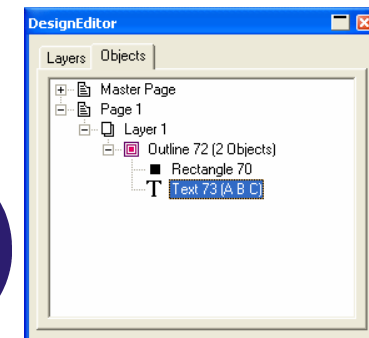 DesignEditor
Layers Objects
Master Page
Page 1
Layer 1
Outline 72 (2 Objects)
Rectangle 70
T Text 73 (A B C)